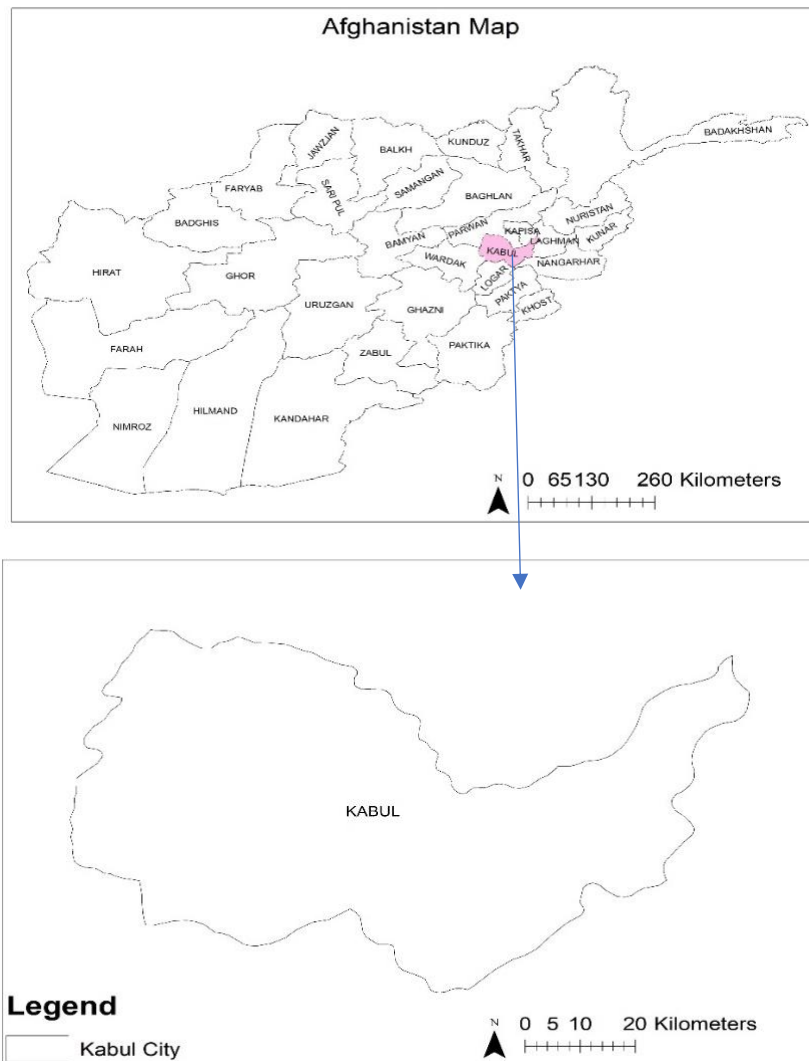 Afghanistan Map
BADAKHSHAN
TAKHAR
KUNDUZ
BALKH
JAWZJAN
SAMANGAN
SARI PUL
FARYAB
BAGHLAN
BADGHIS
NURISTAN
KAPISA
KUNAR
PARWAN
LAGHMAN
BAMYAN
KABUL
WARDAK
NANGARHAR
HIRAT
GHOR
LOGAR
PAKTYA
KHOST
URUZGAN
GHAZNI
PAKTIKA
ZABUL
FARAH
HILMAND
KANDAHAR
NIMROZ
N
0 65 130 260 Kilometers
KABUL
Legend
Kabul City
N
0 5 10 20 Kilometers